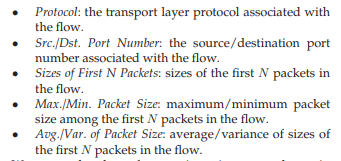 • Protocol: the transport layer protocol associated with
the flow.
• Src./Dst. Port Number: the source/destination port
number associated with the flow.
• Sizes of First N Packets: sizes of the first N packets in
the flow.
• Max./Min. Packet Size: maximum/minimum packet
size among the first N packets in the flow.
• Avg./Var. of Packet Size: average/variance of sizes of
the first N packets in the flow.